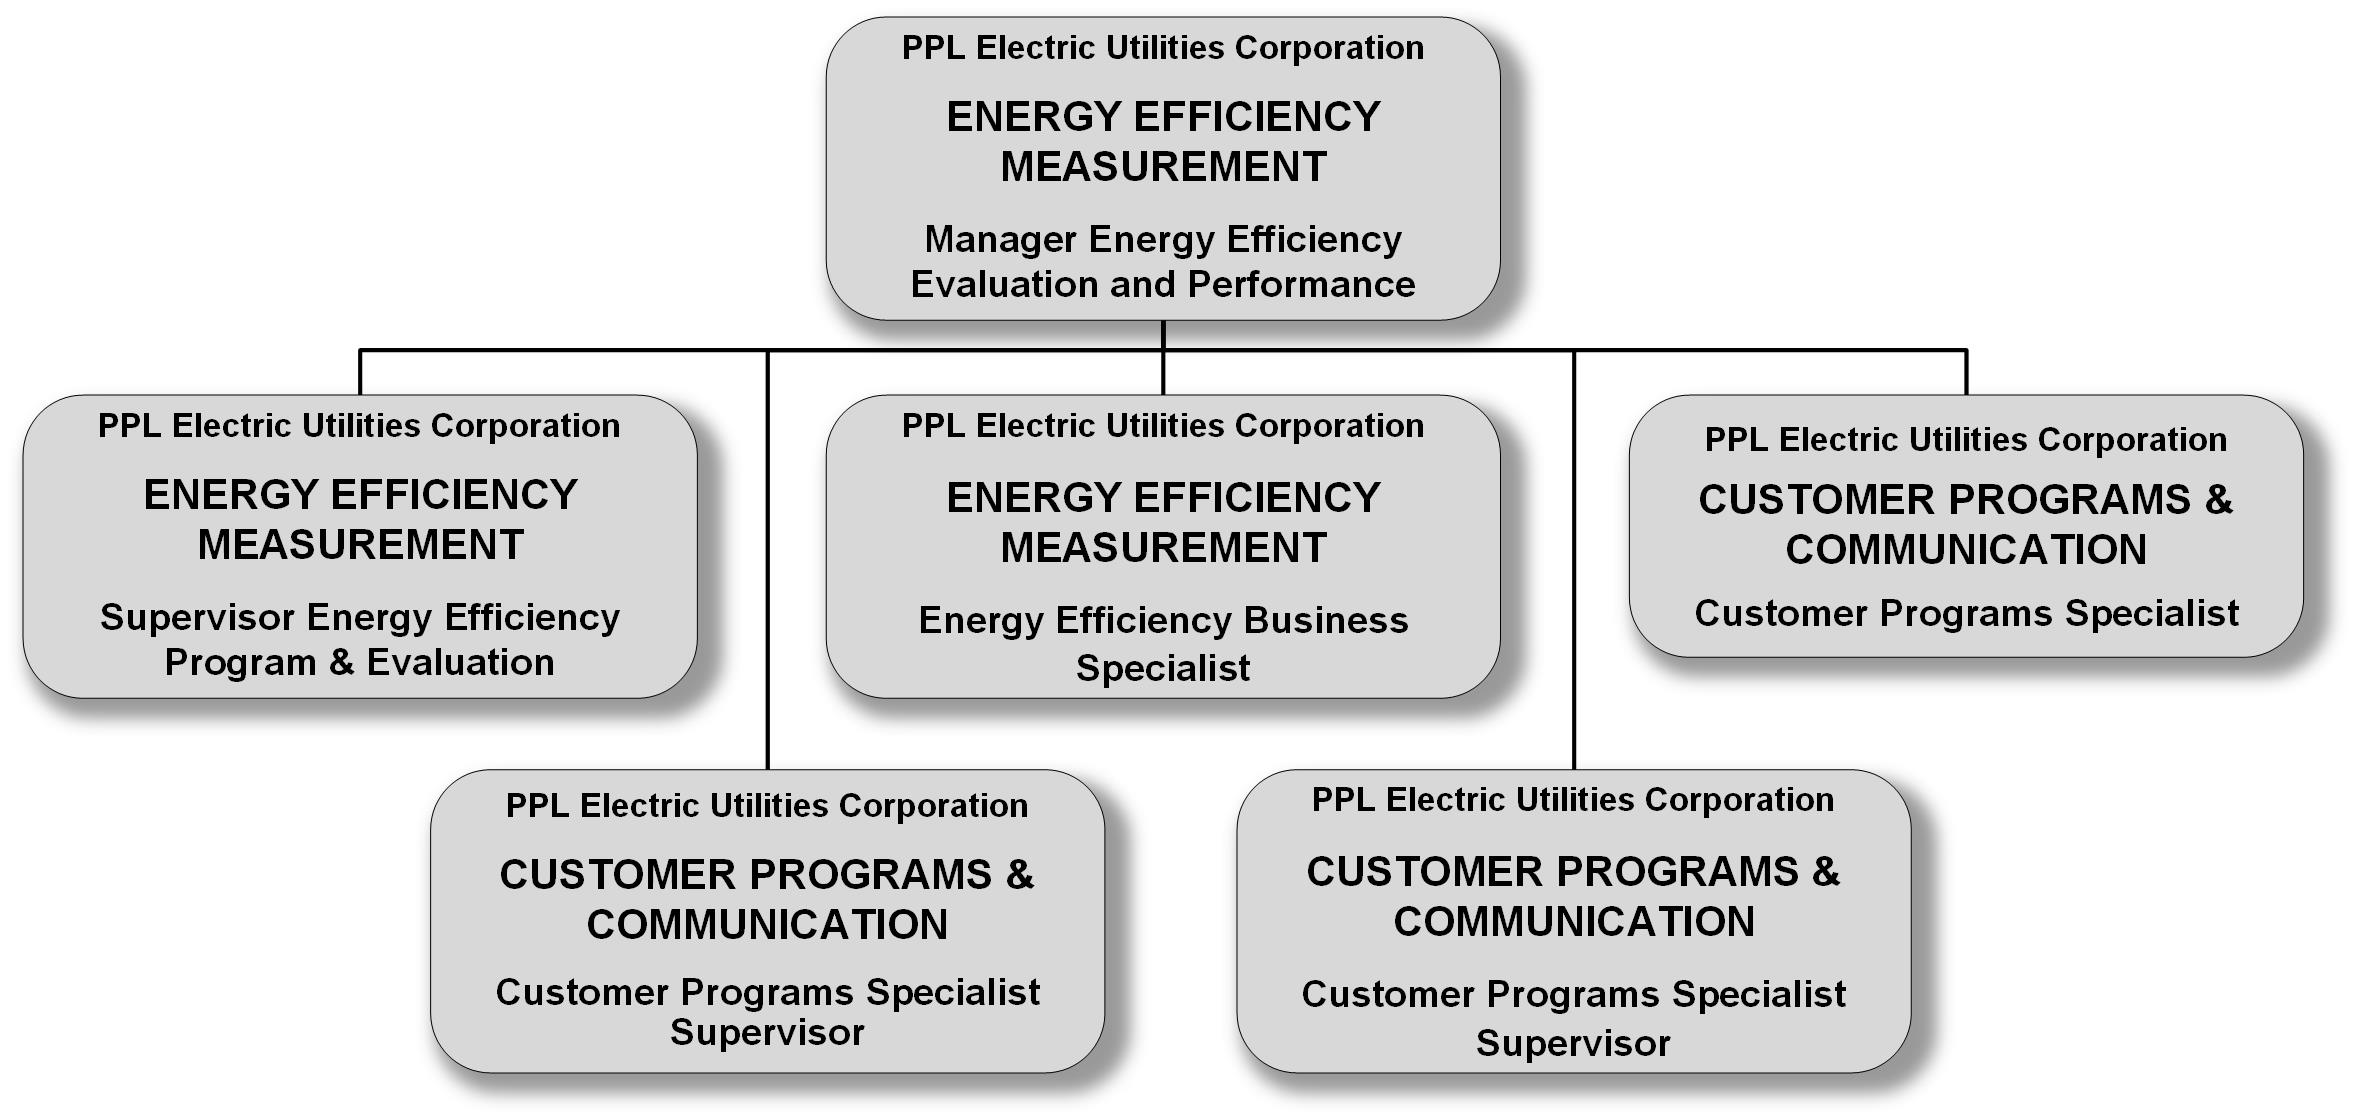 PPL Electric Utilities Corporation
ENERGY EFFICIENCY
MEASUREMENT
Manager Energy Efficiency
Evaluation and Performance
PPL Electric Utilities Corporation
ENERGY EFFICIENCY
MEASUREMENT
Supervisor Energy Efficiency
Program & Evaluation
PPL Electric Utilities Corporation
ENERGY EFFICIENCY
MEASUREMENT
Energy Efficiency Business
Specialist
PPL Electric Utilities Corporation
CUSTOMER PROGRAMS &
COMMUNICATION
Customer Programs Specialist
PPL Electric Utilities Corporation
CUSTOMER PROGRAMS &
COMMUNICATION
Customer Programs Specialist
Supervisor
PPL Electric Utilities Corporation
CUSTOMER PROGRAMS &
COMMUNICATION
Customer Programs Specialist
Supervisor